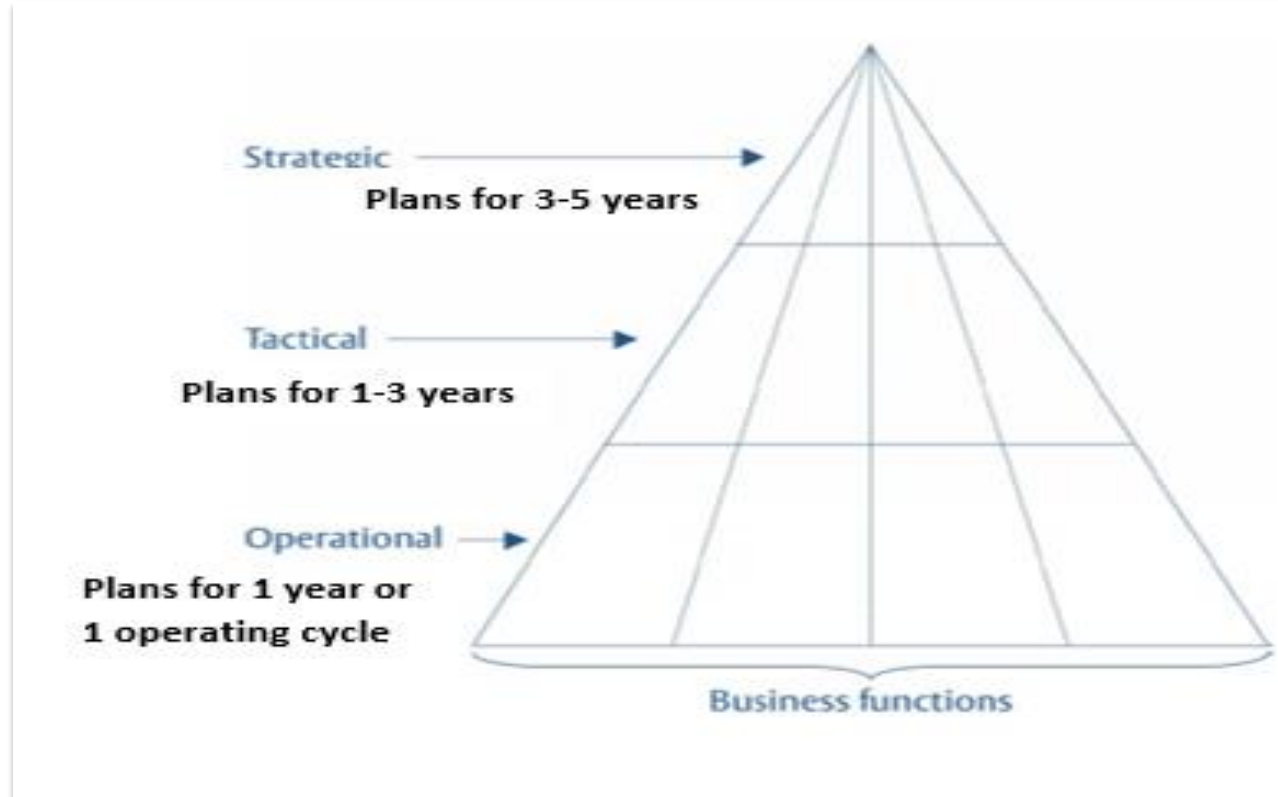 Strategic
Plans for 3-5 years
Tactical
Plans for 1-3 years
Operational
Plans for 1 year or
1 operating cycle
Business functions